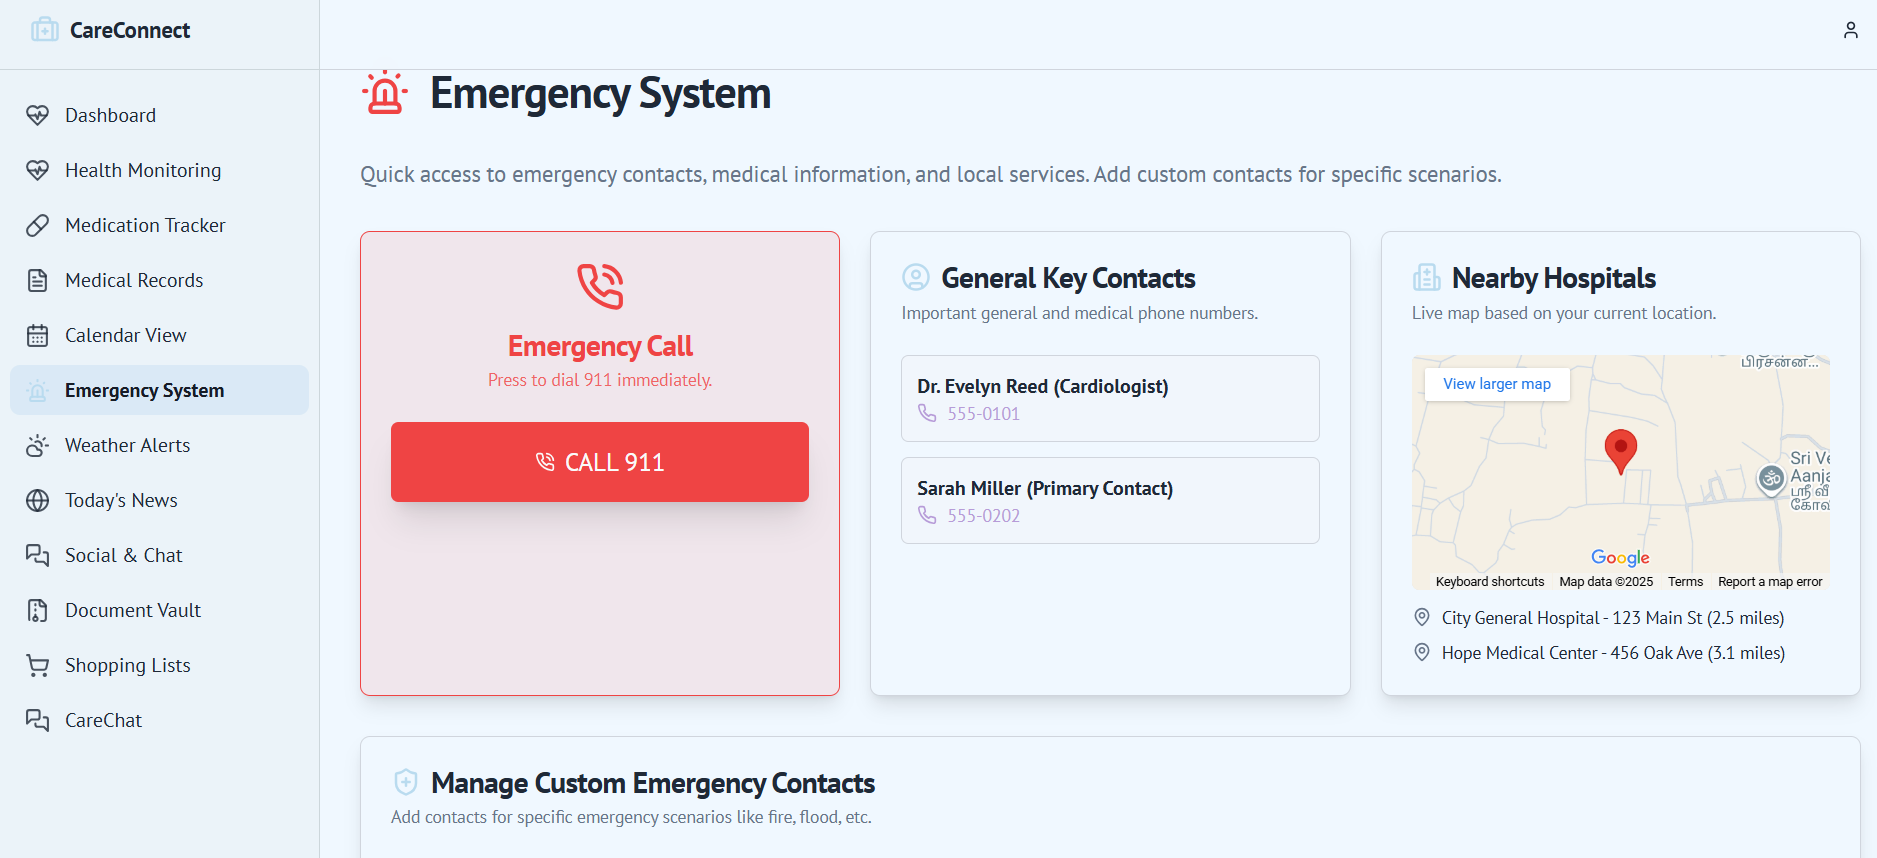 CareConnect
Dashboard
Health Monitoring
Medication Tracker
Medical Records
Calendar View
Emergency System
Weather Alerts
Today's News
Social & Chat
Document Vault
Shopping Lists
CareChat
Emergency System
Quick access to emergency contacts, medical information, and local services. Add custom contacts for specific scenarios.
Emergency Call
Press to dial 911 immediately.
CALL 911
General Key Contacts
Important general and medical phone numbers.
Dr. Evelyn Reed (Cardiologist)
555-0101
Sarah Miller (Primary Contact)
555-0202
Nearby Hospitals
Live map based on your current location.
பிரசன்ன...
View larger map
Sri Ve
Aanja
ஸ்ரீ வீ
கோவ
Google
Keyboard shortcuts
Map data ©2025
Terms
Report a map error
City General Hospital - 123 Main St (2.5 miles)
Hope Medical Center - 456 Oak Ave (3.1 miles)
Manage Custom Emergency Contacts
Add contacts for specific emergency scenarios like fire, flood, etc.